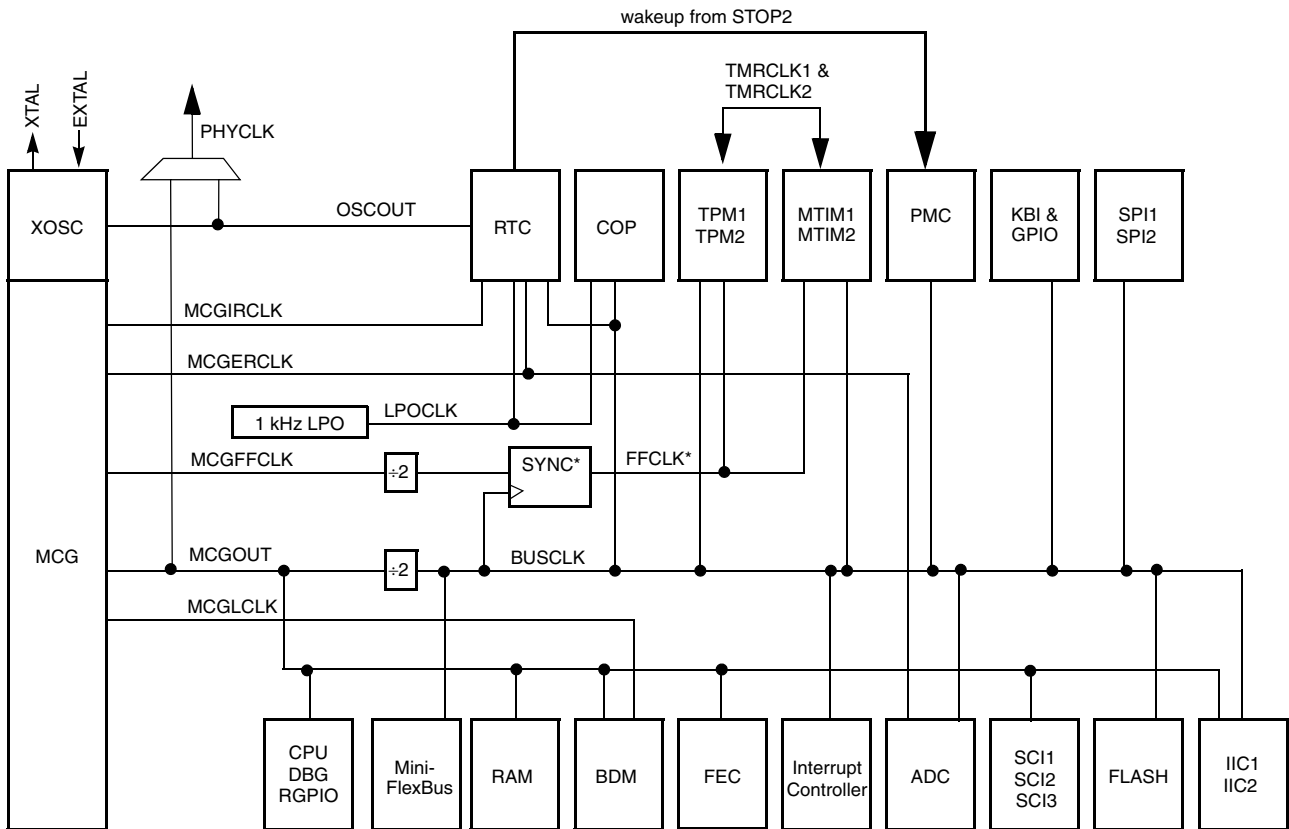 wakeup from STOP2
TMRCLK1 &
TMRCLK2
XTAL
EXTAL
PHYCLK
XOSC
OSCOUT
RTC
COP
TPM1
TPM2
MTIM1
MTIM2
PMC
KBI &
GPIO
SPI1
SPI2
MCGIRCLK
MCGERCLK
1 kHz LPO
LPOCLK
MCGFFCLK
÷2
SYNC*
FFCLK*
MCG
MCGOUT
÷2
BUSCLK
MCGLCLK
CPU
DBG
RGPIO
Mini-
FlexBus
RAM
BDM
FEC
Interrupt
Controller
ADC
SCI1
SCI2
SCI3
FLASH
IIC1
IIC2